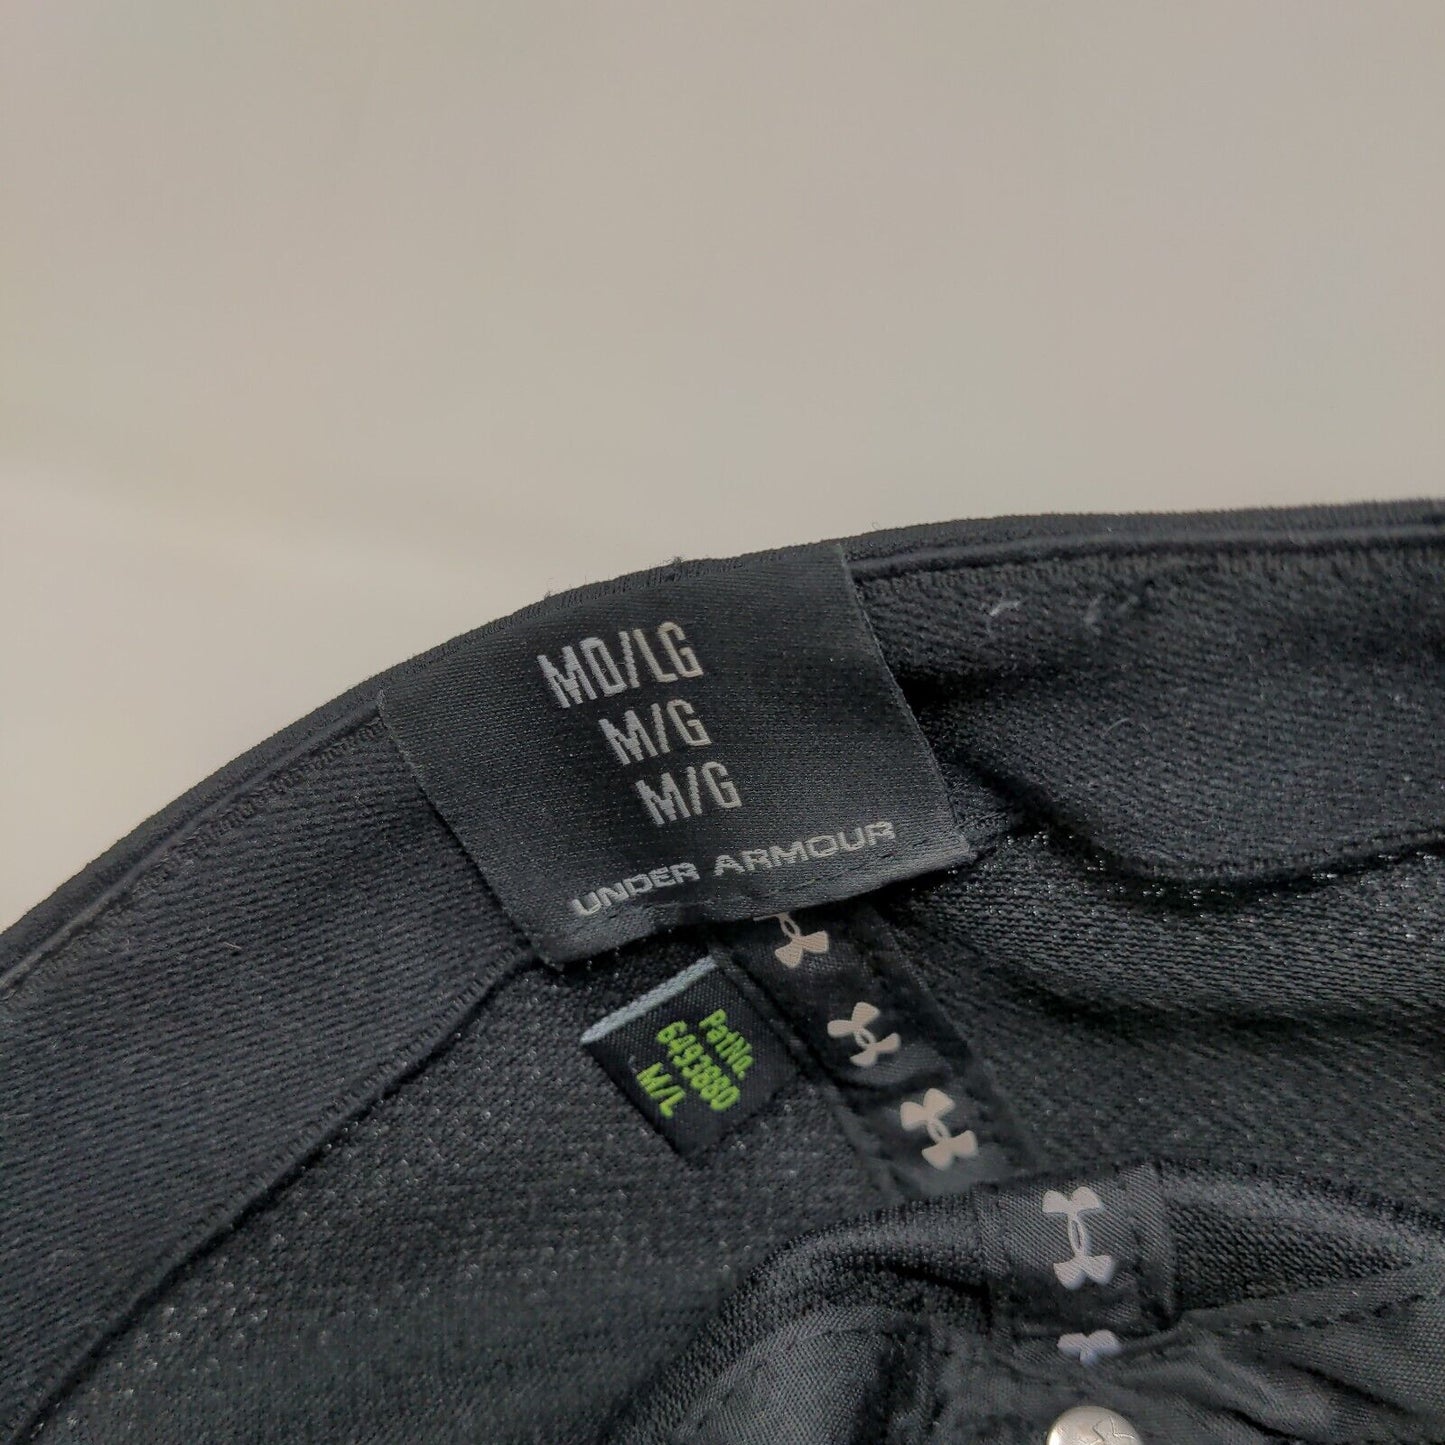 MD/LG
M/G
M/G
UNDER ARMOUR
PatNo.
6493880
M/L